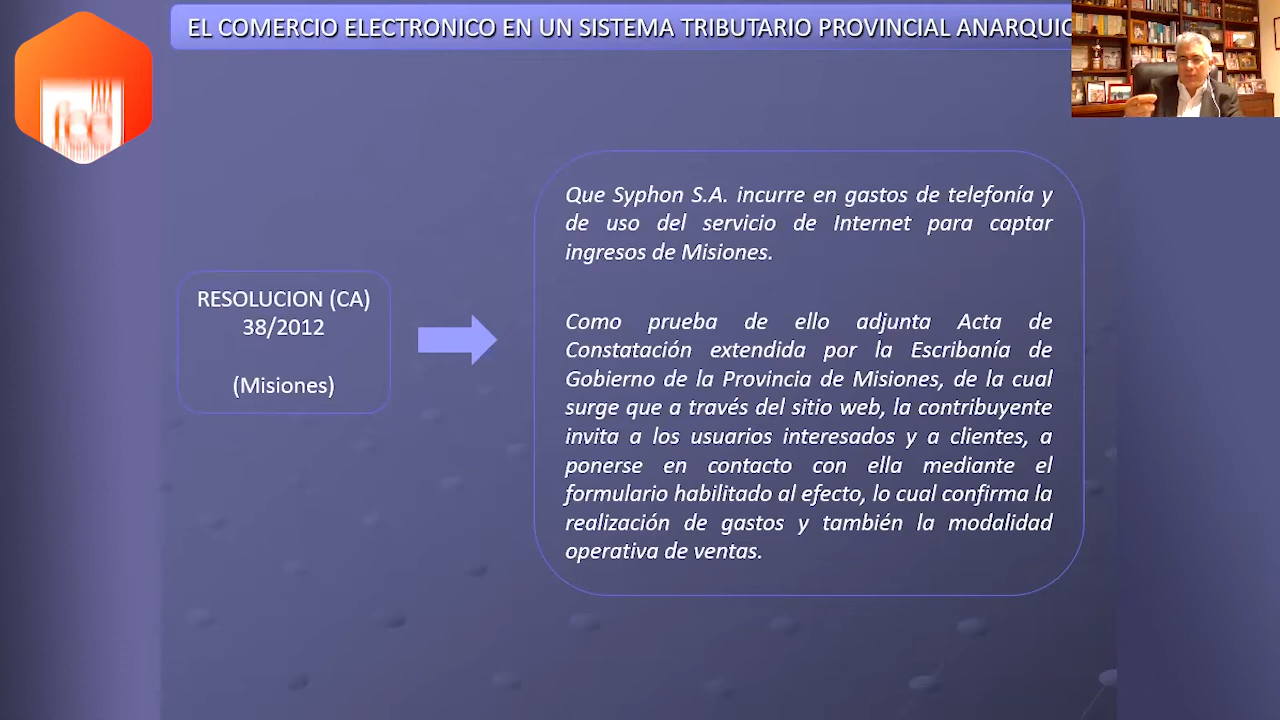 EL COMERCIO ELECTRONICO EN UN SISTEMA TRIBUTARIO PROVINCIAL
RESOLUCION (CA)
38/2012
(Misiones)
Que Syphon S.A. incurre en gastos de telefonía y
de uso del servicio de Internet para captar
ingresos de Misiones.
Como prueba de ello adjunta Acta de
Constatación extendida por la Escribanía de
Gobierno de la Provincia de Misiones, de la cual
surge que a través del sitio web, la contribuyente
invita a los usuarios interesados y a clientes, a
ponerse en contacto con ella mediante el
formulario habilitado al efecto, lo cual confirma la
realización de gastos y también la modalidad
operativa de ventas.